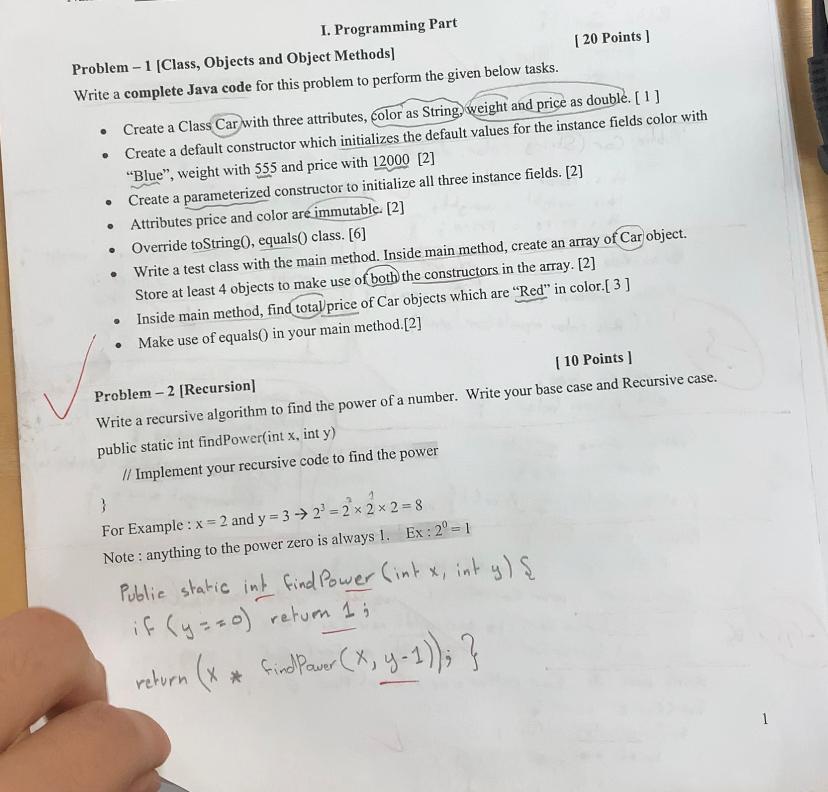 I. Programming Part
Problem – 1 [Class, Objects and Object Methods] [ 20 Points ]
Write a complete Java code for this problem to perform the given below tasks.
• Create a Class Car with three attributes, color as String, weight and price as double. [ 1 ]
• Create a default constructor which initializes the default values for the instance fields color with
“Blue”, weight with 555 and price with 12000 [2]
• Create a parameterized constructor to initialize all three instance fields. [2]
• Attributes price and color are immutable. [2]
• Override toString(), equals() class. [6]
• Write a test class with the main method. Inside main method, create an array of Car object.
Store at least 4 objects to make use of both the constructors in the array. [2]
• Inside main method, find total price of Car objects which are “Red” in color.[ 3 ]
• Make use of equals() in your main method.[2]
Problem – 2 [Recursion] [ 10 Points ]
Write a recursive algorithm to find the power of a number. Write your base case and Recursive case.
public static int findPower(int x, int y)
// Implement your recursive code to find the power
}
For Example : x = 2 and y = 3 → 2³ = 2 × 2 × 2 = 8
Note : anything to the power zero is always 1. Ex : 2⁰ = 1
Public static int findPower (int x, int y) {
if (y == 0) return 1;
return (x * findPower (x, y-1)); }
1